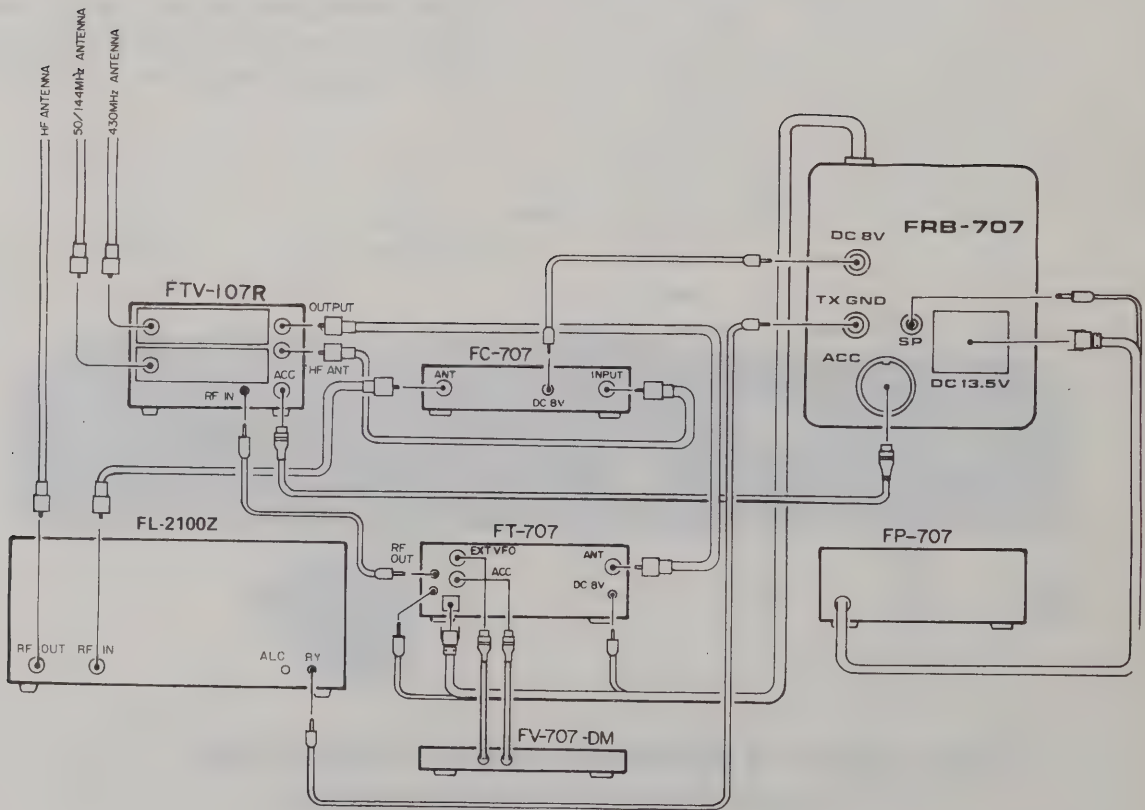 HF ANTENNA
50/144MHz ANTENNA
430MHz ANTENNA
FTV-107R
OUTPUT
HF ANT
ACC
RF IN
FC-707
ANT
DC 8V
INPUT
FRB-707
DC 8V
TX GND
SP
ACC
DC 13.5V
FL-2100Z
RF OUT
RF IN
ALC
RY
FT-707
RF
OUT
EXT VFO
ACC
ANT
DC 8V
FP-707
FV-707-DM